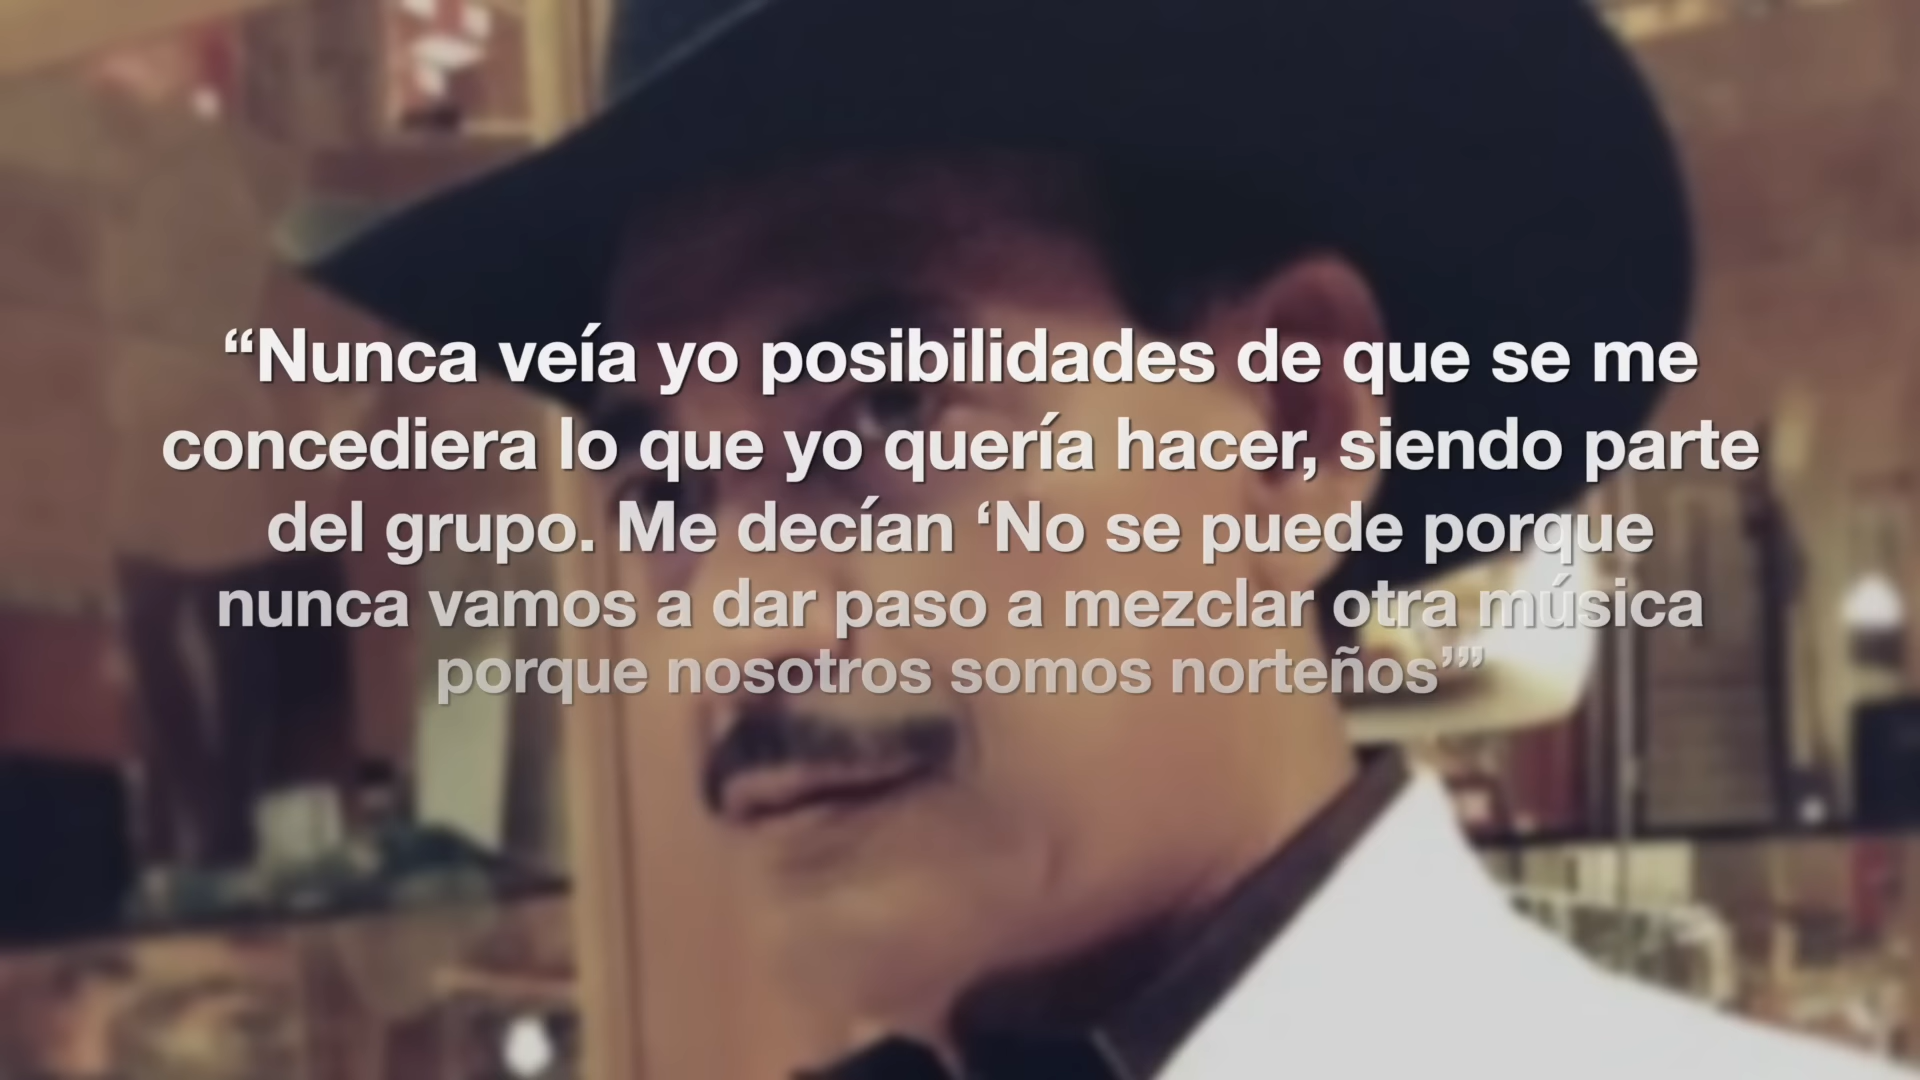 “Nunca veía yo posibilidades de que se me
concediera lo que yo quería hacer, siendo parte
del grupo. Me decían ‘No se puede porque
nunca vamos a dar paso a mezclar otra música
porque nosotros somos norteños’”